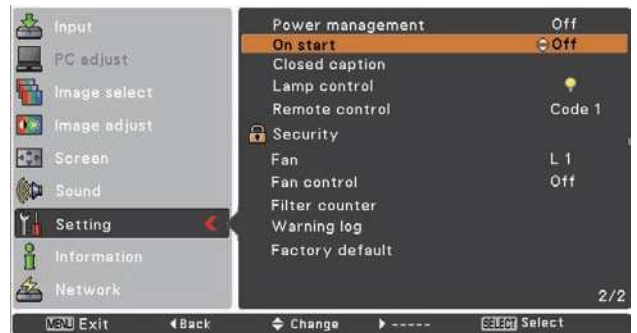 Input
PC adjust
Image select
Image adjust
Screen
Sound
Setting
Information
Network
Power management Off
On start Off
Closed caption
Lamp control
Remote control Code 1
Security
Fan L 1
Fan control Off
Filter counter
Warning log
Factory default
2/2
MENU Exit Back Change ----- SELECT Select